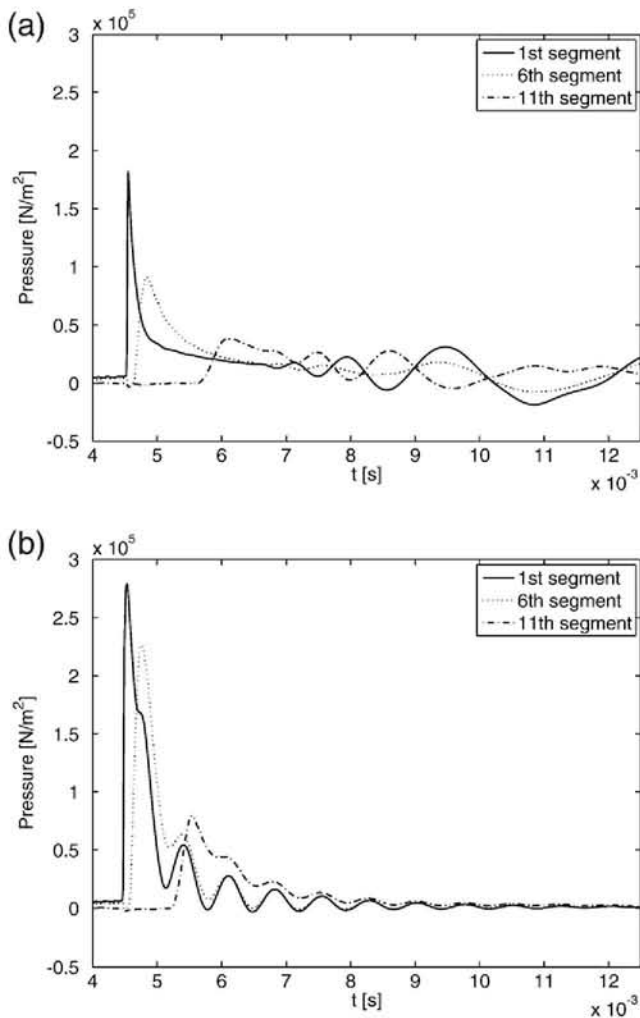 (a)
x 10^5
3
2.5
2
1.5
1
0.5
0
-0.5
Pressure [N/m^2]
1st segment
6th segment
11th segment
4 5 6 7 8 9 10 11 12
t [s]
x 10^-3
(b)
x 10^5
3
2.5
2
1.5
1
0.5
0
-0.5
Pressure [N/m^2]
1st segment
6th segment
11th segment
4 5 6 7 8 9 10 11 12
t [s]
x 10^-3